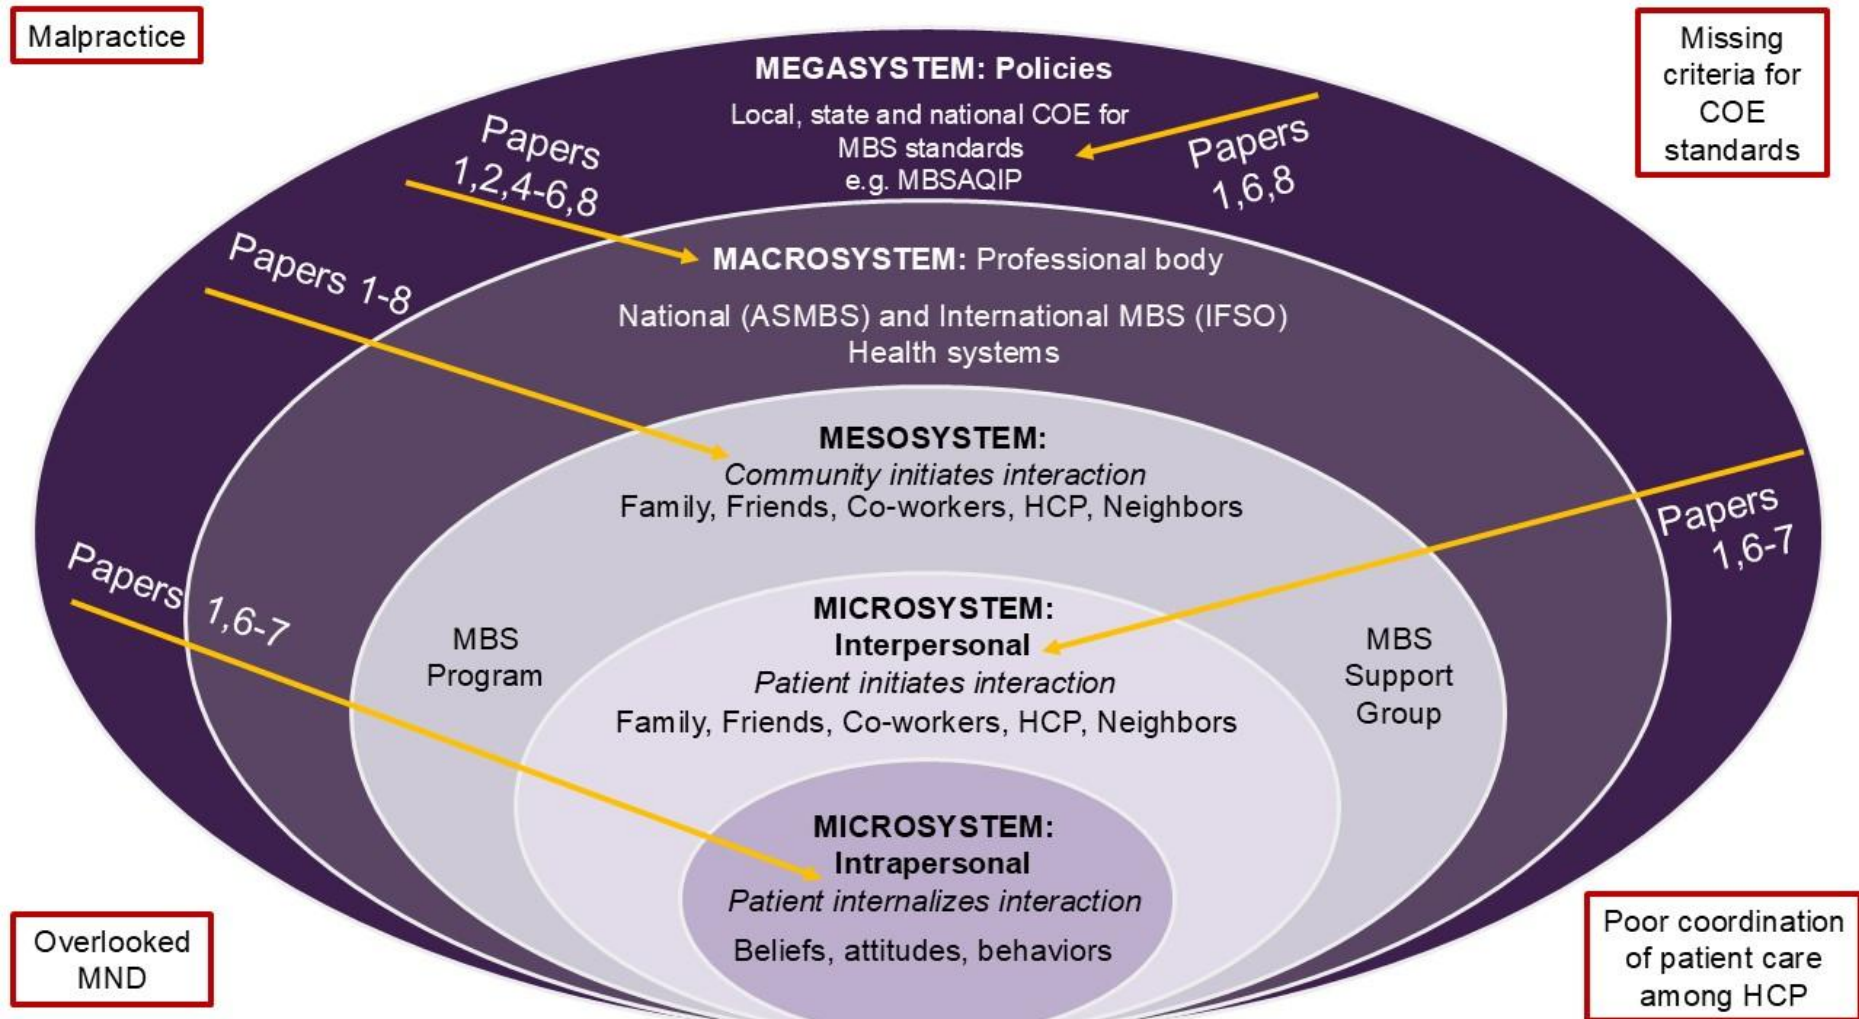 Malpractice
Missing
criteria for
COE
standards
MEGASYSTEM: Policies
Local, state and national COE for
MBS standards
e.g. MBSAQIP
Papers
1,2,4-6,8
Papers
1,6,8
Papers 1-8
MACROSYSTEM: Professional body
National (ASMBS) and International MBS (IFSO)
Health systems
MESOSYSTEM:
Community initiates interaction
Family, Friends, Co-workers, HCP, Neighbors
Papers
1,6-7
Papers 1,6-7
MBS
Program
MICROSYSTEM:
Interpersonal
Patient initiates interaction
Family, Friends, Co-workers, HCP, Neighbors
MBS
Support
Group
MICROSYSTEM:
Intrapersonal
Patient internalizes interaction
Beliefs, attitudes, behaviors
Overlooked
MND
Poor coordination
of patient care
among HCP